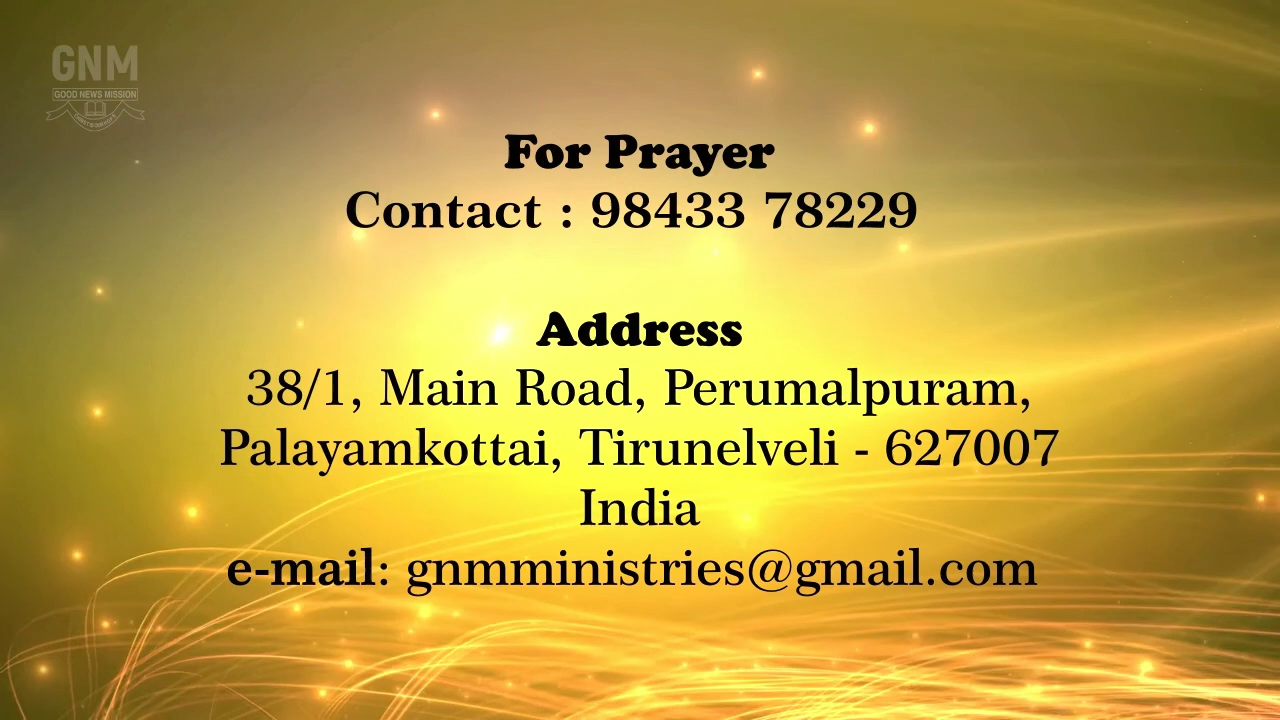 GNM
GOOD NEWS MISSION
For Prayer
Contact : 98433 78229
Address
38/1, Main Road, Perumalpuram,
Palayamkottai, Tirunelveli - 627007
India
e-mail: gnmministries@gmail.com